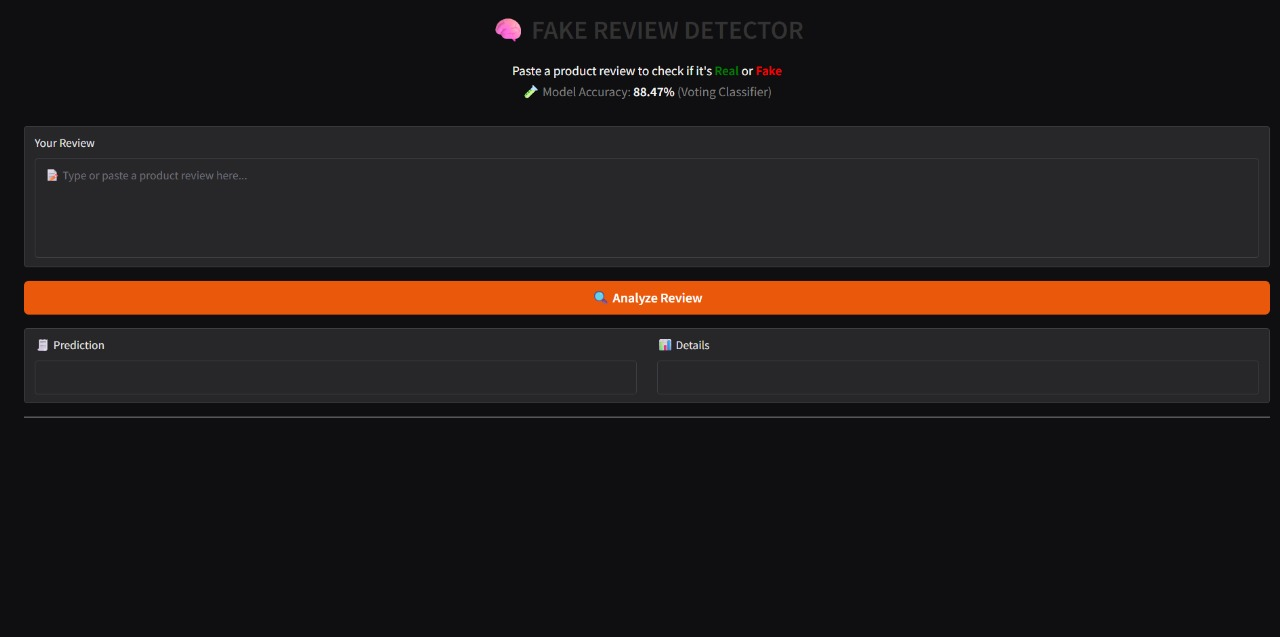 FAKE REVIEW DETECTOR
Paste a product review to check if it's Real or Fake
Model Accuracy: 88.47% (Voting Classifier)
Your Review
Type or paste a product review here...
Analyze Review
Prediction
Details